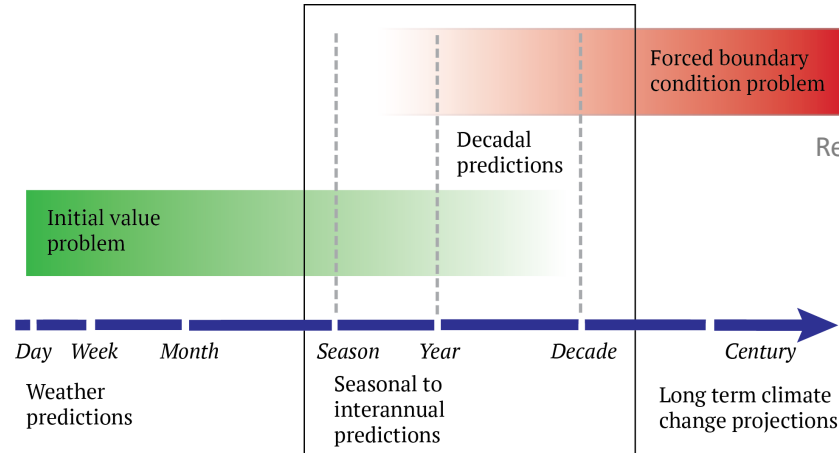 Forced boundary
condition problem
Decadal
predictions
Re
Initial value
problem
Day Week Month Season Year Decade Century
Weather
predictions
Seasonal to
interannual
predictions
Long term climate
change projections